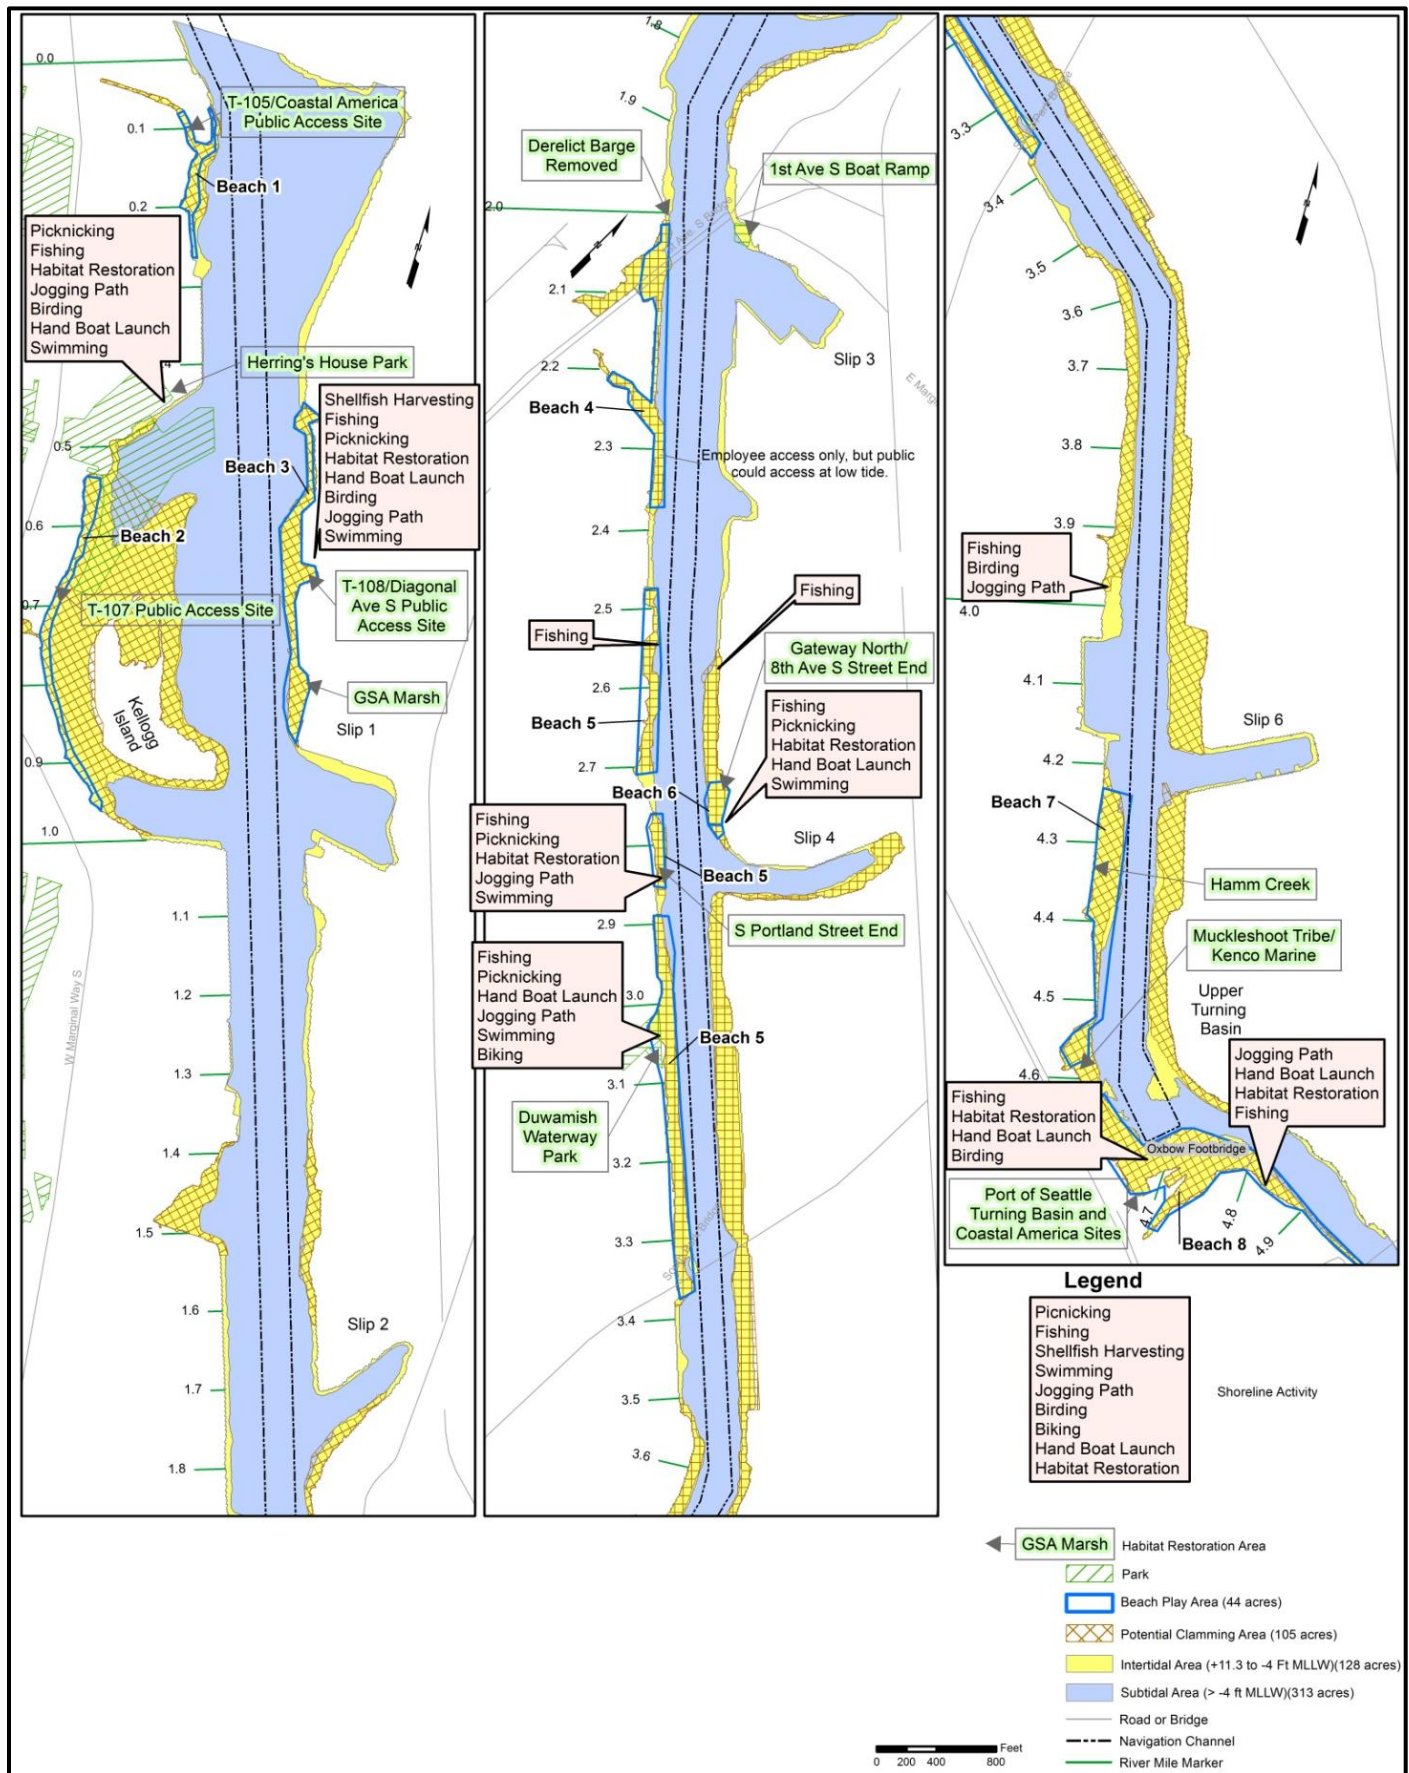 0.0
T-105/Coastal America
Public Access Site
0.1
Beach 1
0.2
Picknicking
Fishing
Habitat Restoration
Jogging Path
Birding
Hand Boat Launch
Swimming
Herring's House Park
Shellfish Harvesting
Fishing
Picknicking
Habitat Restoration
Hand Boat Launch
Birding
Jogging Path
Swimming
0.5
Beach 3
0.6
Beach 2
0.7
T-107 Public Access Site
T-108/Diagonal
Ave S Public
Access Site
GSA Marsh
Kellogg
Island
Slip 1
0.9
1.0
1.1
W Marginal Way S
1.2
1.3
1.4
1.5
1.6
Slip 2
1.7
1.8
1.8
1.9
Derelict Barge
Removed
1st Ave S Boat Ramp
2.0
Ave. S Bridge
N
2.1
Slip 3
2.2
E Margi
Beach 4
2.3
Employee access only, but public
could access at low tide.
2.4
2.5
Fishing
Fishing
Gateway North/
8th Ave S Street End
2.6
Beach 5
Fishing
Picknicking
Habitat Restoration
Hand Boat Launch
Swimming
2.7
Beach 6
Fishing
Picknicking
Habitat Restoration
Jogging Path
Swimming
Slip 4
Beach 5
2.9
S Portland Street End
Fishing
Picknicking
Hand Boat Launch
Jogging Path
Swimming
Biking
3.0
Beach 5
3.1
Duwamish
Waterway
Park
3.2
3.3
3.4
3.5
3.6
3.3
3.4
3.5
3.6
3.7
3.8
3.9
Fishing
Birding
Jogging Path
4.0
4.1
Slip 6
4.2
Beach 7
4.3
Hamm Creek
4.4
Muckleshoot Tribe/
Kenco Marine
4.5
Upper
Turning
Basin
4.6
Jogging Path
Hand Boat Launch
Habitat Restoration
Fishing
Fishing
Habitat Restoration
Hand Boat Launch
Birding
Oxbow Footbridge
Port of Seattle
Turning Basin and
Coastal America Sites
4.7
4.8
4.9
Beach 8
Legend
Picnicking
Fishing
Shellfish Harvesting
Swimming
Jogging Path
Birding
Biking
Hand Boat Launch
Habitat Restoration
Shoreline Activity
GSA Marsh Habitat Restoration Area
Park
Beach Play Area (44 acres)
Potential Clamming Area (105 acres)
Intertidal Area (+11.3 to -4 Ft MLLW)(128 acres)
Subtidal Area (> -4 ft MLLW)(313 acres)
Road or Bridge
Navigation Channel
River Mile Marker
Feet
0 200 400 800